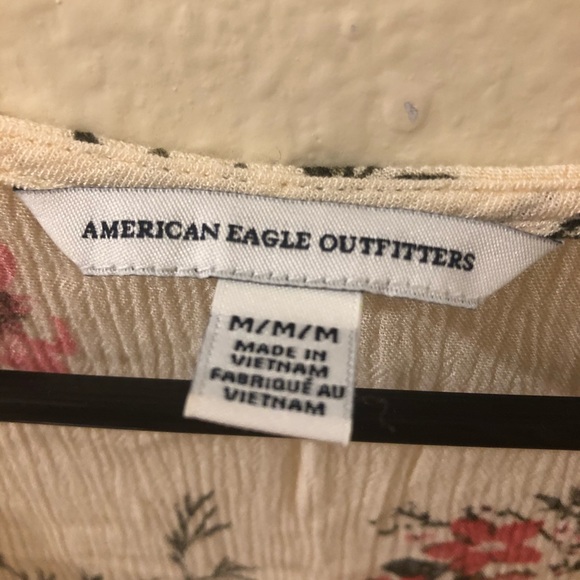 AMERICAN EAGLE OUTFITTERS
M/M/M
MADE IN
VIETNAM
FABRIQUÉ AU
VIETNAM